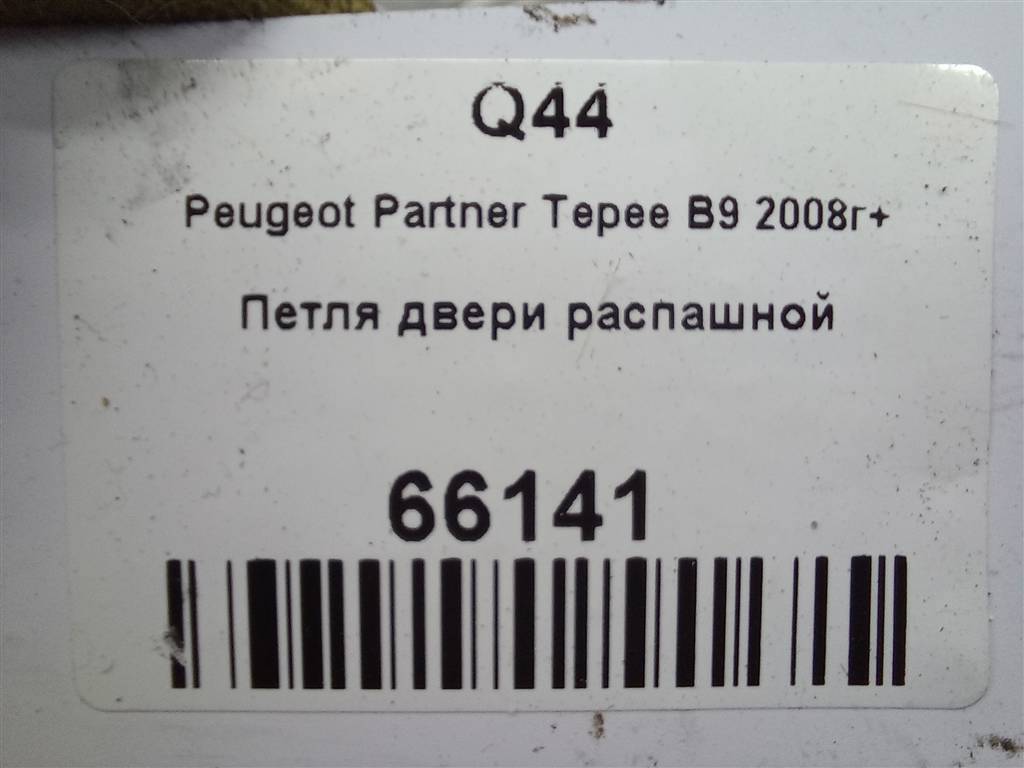 Q44
Peugeot Partner Tepee B9 2008г+
Петля двери распашной
66141